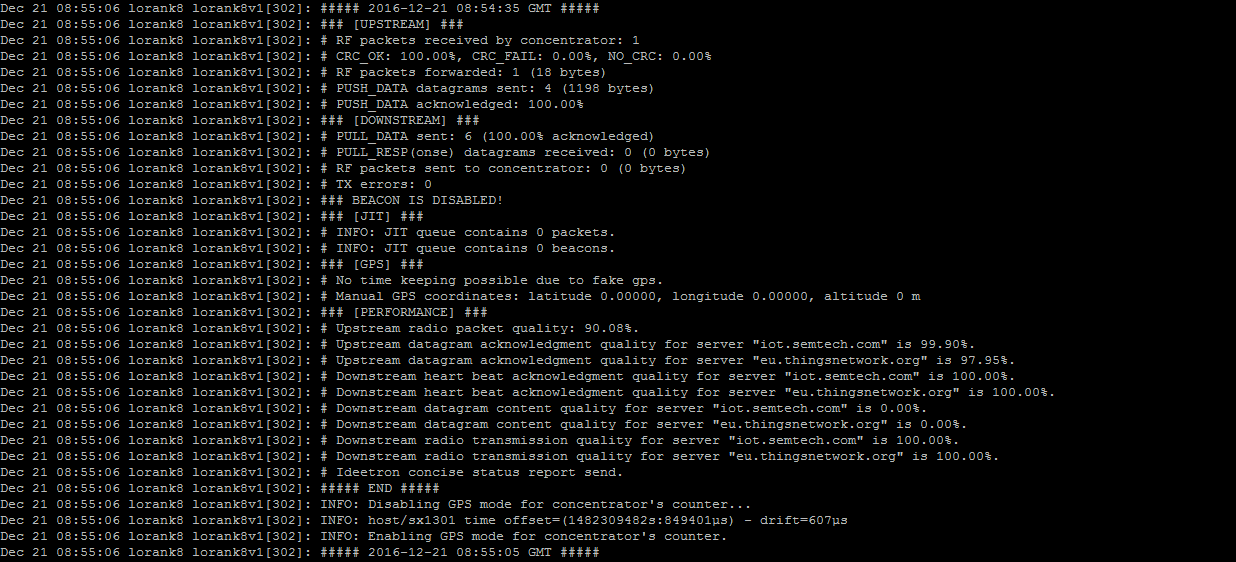 Dec 21 08:55:06 lorank8 lorank8v1[302]: ##### 2016-12-21 08:54:35 GMT #####
Dec 21 08:55:06 lorank8 lorank8v1[302]: ### [UPSTREAM] ###
Dec 21 08:55:06 lorank8 lorank8v1[302]: # RF packets received by concentrator: 1
Dec 21 08:55:06 lorank8 lorank8v1[302]: # CRC_OK: 100.00%, CRC_FAIL: 0.00%, NO_CRC: 0.00%
Dec 21 08:55:06 lorank8 lorank8v1[302]: # RF packets forwarded: 1 (18 bytes)
Dec 21 08:55:06 lorank8 lorank8v1[302]: # PUSH_DATA datagrams sent: 4 (1198 bytes)
Dec 21 08:55:06 lorank8 lorank8v1[302]: # PUSH_DATA acknowledged: 100.00%
Dec 21 08:55:06 lorank8 lorank8v1[302]: ### [DOWNSTREAM] ###
Dec 21 08:55:06 lorank8 lorank8v1[302]: # PULL_DATA sent: 6 (100.00% acknowledged)
Dec 21 08:55:06 lorank8 lorank8v1[302]: # PULL_RESP(onse) datagrams received: 0 (0 bytes)
Dec 21 08:55:06 lorank8 lorank8v1[302]: # RF packets sent to concentrator: 0 (0 bytes)
Dec 21 08:55:06 lorank8 lorank8v1[302]: # TX errors: 0
Dec 21 08:55:06 lorank8 lorank8v1[302]: ### BEACON IS DISABLED!
Dec 21 08:55:06 lorank8 lorank8v1[302]: ### [JIT] ###
Dec 21 08:55:06 lorank8 lorank8v1[302]: # INFO: JIT queue contains 0 packets.
Dec 21 08:55:06 lorank8 lorank8v1[302]: # INFO: JIT queue contains 0 beacons.
Dec 21 08:55:06 lorank8 lorank8v1[302]: ### [GPS] ###
Dec 21 08:55:06 lorank8 lorank8v1[302]: # No time keeping possible due to fake gps.
Dec 21 08:55:06 lorank8 lorank8v1[302]: # Manual GPS coordinates: latitude 0.00000, longitude 0.00000, altitude 0 m
Dec 21 08:55:06 lorank8 lorank8v1[302]: ### [PERFORMANCE] ###
Dec 21 08:55:06 lorank8 lorank8v1[302]: # Upstream radio packet quality: 90.08%.
Dec 21 08:55:06 lorank8 lorank8v1[302]: # Upstream datagram acknowledgment quality for server "iot.semtech.com" is 99.90%.
Dec 21 08:55:06 lorank8 lorank8v1[302]: # Upstream datagram acknowledgment quality for server "eu.thingsnetwork.org" is 97.95%.
Dec 21 08:55:06 lorank8 lorank8v1[302]: # Downstream heart beat acknowledgment quality for server "iot.semtech.com" is 100.00%.
Dec 21 08:55:06 lorank8 lorank8v1[302]: # Downstream heart beat acknowledgment quality for server "eu.thingsnetwork.org" is 100.00%.
Dec 21 08:55:06 lorank8 lorank8v1[302]: # Downstream datagram content quality for server "iot.semtech.com" is 0.00%.
Dec 21 08:55:06 lorank8 lorank8v1[302]: # Downstream datagram content quality for server "eu.thingsnetwork.org" is 0.00%.
Dec 21 08:55:06 lorank8 lorank8v1[302]: # Downstream radio transmission quality for server "iot.semtech.com" is 100.00%.
Dec 21 08:55:06 lorank8 lorank8v1[302]: # Downstream radio transmission quality for server "eu.thingsnetwork.org" is 100.00%.
Dec 21 08:55:06 lorank8 lorank8v1[302]: # Ideetron concise status report send.
Dec 21 08:55:06 lorank8 lorank8v1[302]: ##### END #####
Dec 21 08:55:06 lorank8 lorank8v1[302]: INFO: Disabling GPS mode for concentrator's counter...
Dec 21 08:55:06 lorank8 lorank8v1[302]: INFO: host/sx1301 time offset=(1482309482s:849401µs) - drift=607µs
Dec 21 08:55:06 lorank8 lorank8v1[302]: INFO: Enabling GPS mode for concentrator's counter.
Dec 21 08:55:06 lorank8 lorank8v1[302]: ##### 2016-12-21 08:55:05 GMT #####